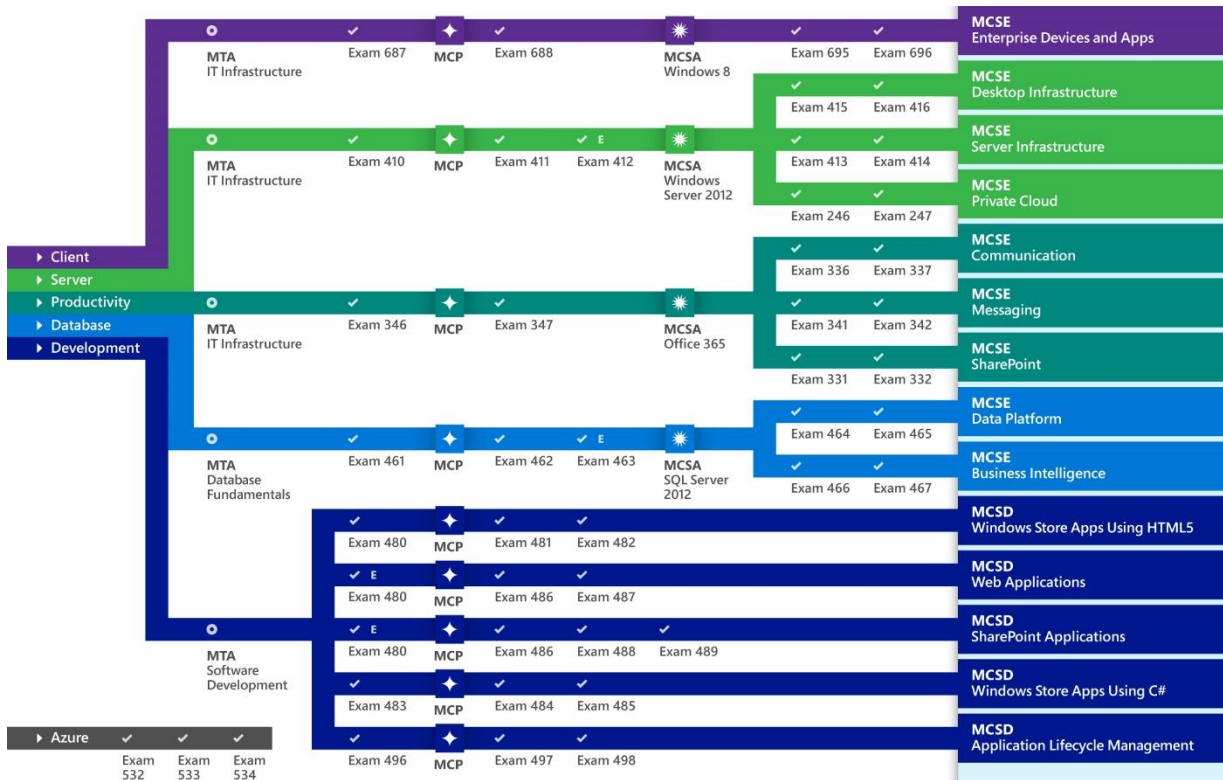 MCSE
Enterprise Devices and Apps
MTA
IT Infrastructure
Exam 687
MCP
Exam 688
MCSA
Windows 8
Exam 695
Exam 696
MCSE
Desktop Infrastructure
Exam 415
Exam 416
MTA
IT Infrastructure
Exam 410
MCP
Exam 411
E
Exam 412
MCSA
Windows
Server 2012
Exam 413
Exam 414
MCSE
Server Infrastructure
Exam 246
Exam 247
MCSE
Private Cloud
Client
Server
Productivity
Database
Development
Exam 336
Exam 337
MCSE
Communication
MTA
IT Infrastructure
Exam 346
MCP
Exam 347
MCSA
Office 365
Exam 341
Exam 342
MCSE
Messaging
Exam 331
Exam 332
MCSE
SharePoint
Exam 464
Exam 465
MCSE
Data Platform
MTA
Database
Fundamentals
Exam 461
MCP
Exam 462
E
Exam 463
MCSA
SQL Server
2012
Exam 466
Exam 467
MCSE
Business Intelligence
Exam 480
MCP
Exam 481
Exam 482
MCSD
Windows Store Apps Using HTML5
E
Exam 480
MCP
Exam 486
Exam 487
MCSD
Web Applications
MTA
Software
Development
E
Exam 480
MCP
Exam 486
Exam 488
Exam 489
MCSD
SharePoint Applications
Exam 483
MCP
Exam 484
Exam 485
MCSD
Windows Store Apps Using C#
Exam 496
MCP
Exam 497
Exam 498
MCSD
Application Lifecycle Management
Azure
Exam
532
Exam
533
Exam
534